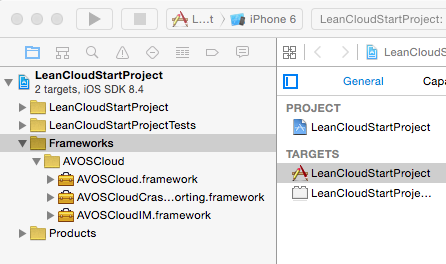 L...t
iPhone 6
LeanCloudStartProject:
LeanCloudStartProject
2 targets, iOS SDK 8.4
LeanCloudStartProject
LeanCloudStartProjectTests
Frameworks
AVOSCloud
AVOSCloud.framework
AVOSCloudCras...orting.framework
AVOSCloudIM.framework
Products
LeanCloudStar
General
Capa
PROJECT
LeanCloudStartProject
TARGETS
LeanCloudStartProject
LeanCloudStartProje...